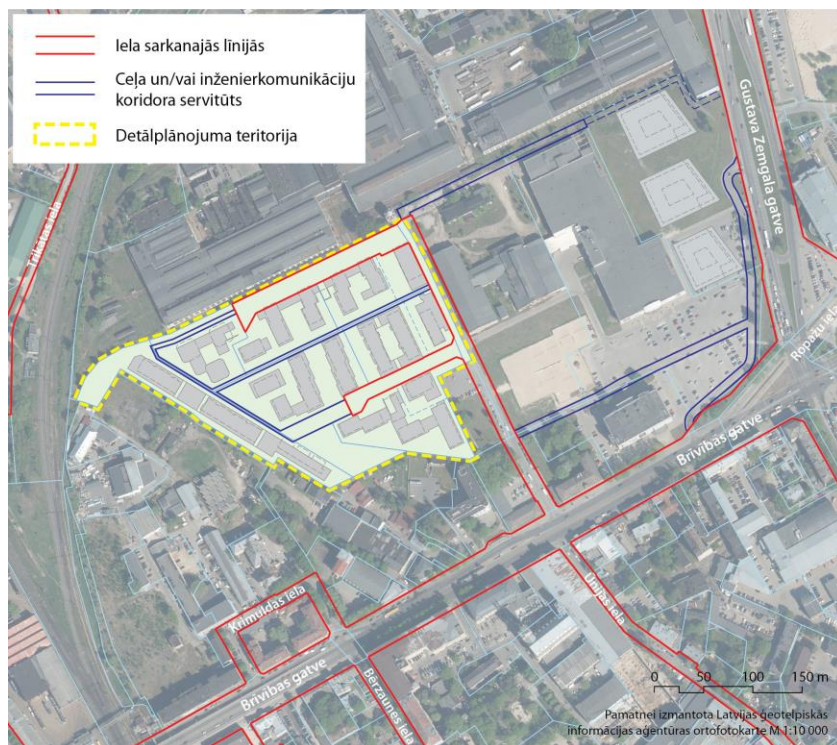 Iela sarkanajās līnijās
Ceļa un/vai inženierkomunikāciju
koridora servitūts
Detālplānojuma teritorija
Gustava Zemgala gatve
Trikātas iela
Ropažu
Brīvības gatve
Krimuldas iela
Brīvības gatve
Bērzaunes iela
Ūnijas iela
0 50 100 150 m
Pamatnei izmantota Latvijas ģeotelpiskās
informācijas aģentūras ortofotokarte M 1:10 000